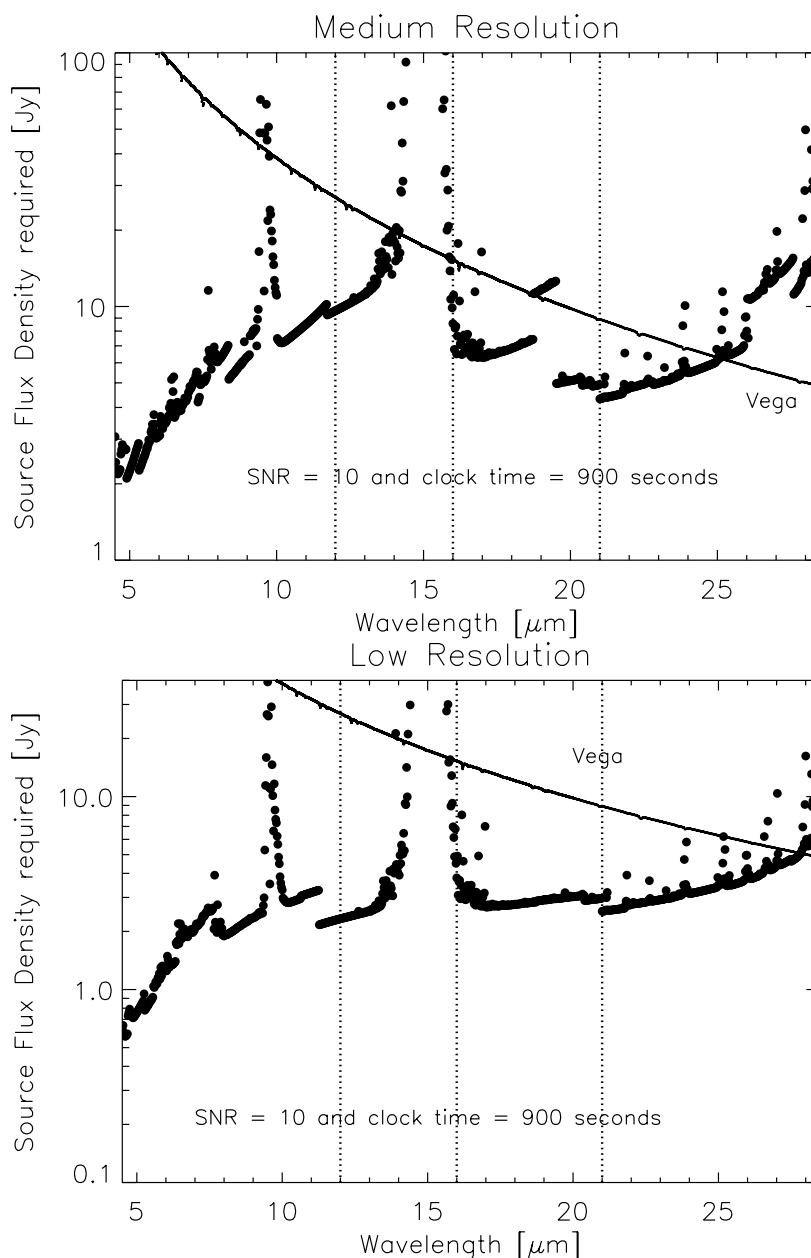 Medium Resolution
Source Flux Density required [Jy]
100
10
1
Vega
SNR = 10 and clock time = 900 seconds
5 10 15 20 25
Wavelength [μm]
Low Resolution
Source Flux Density required [Jy]
10.0
1.0
0.1
Vega
SNR = 10 and clock time = 900 seconds
5 10 15 20 25
Wavelength [μm]